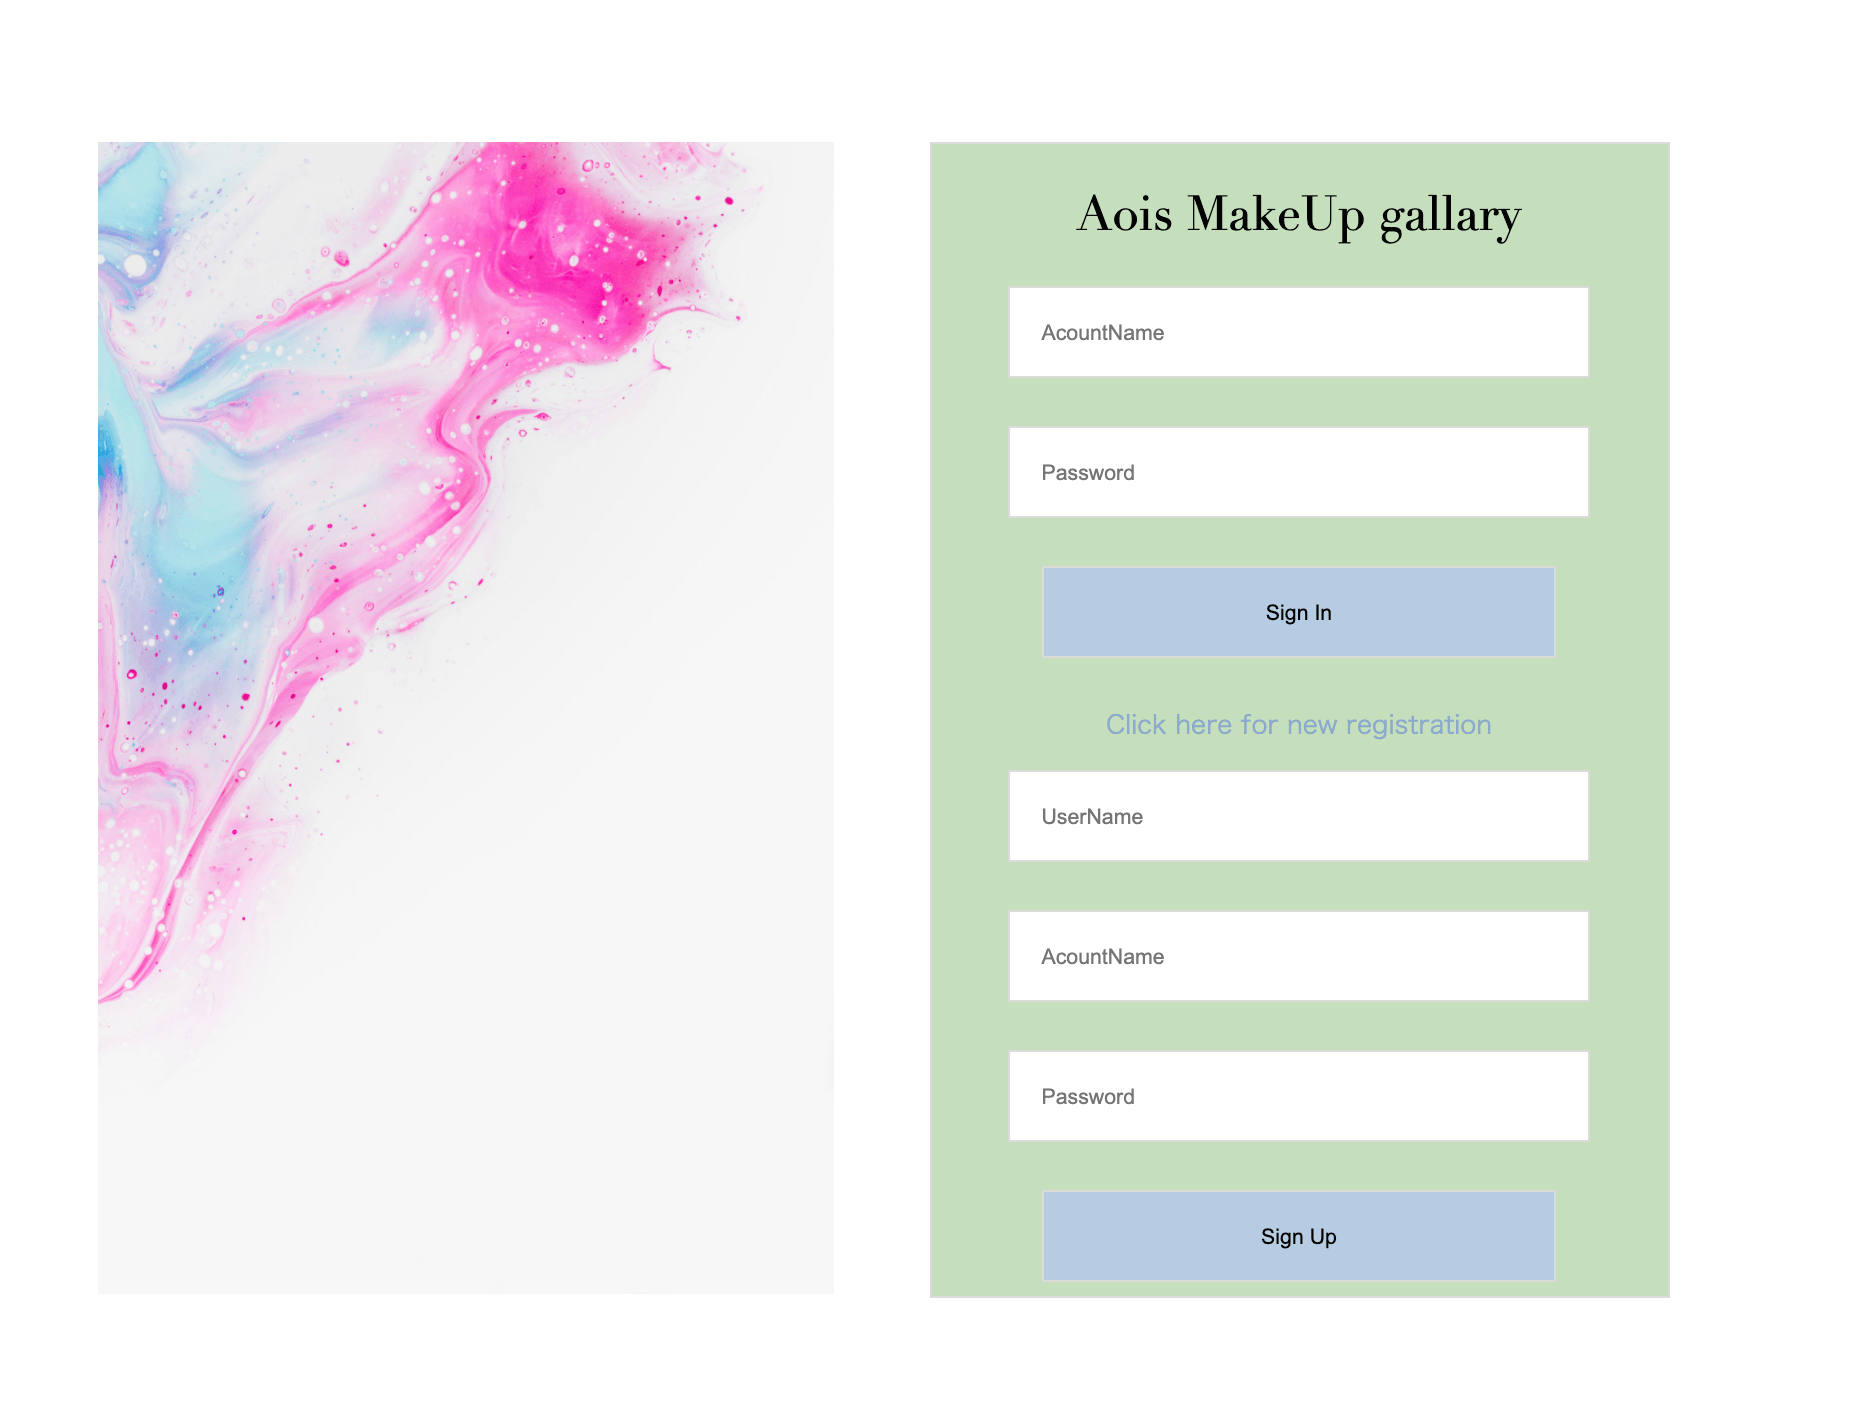 Aois MakeUp gallary
AcountName
Password
Sign In
Click here for new registration
UserName
AcountName
Password
Sign Up